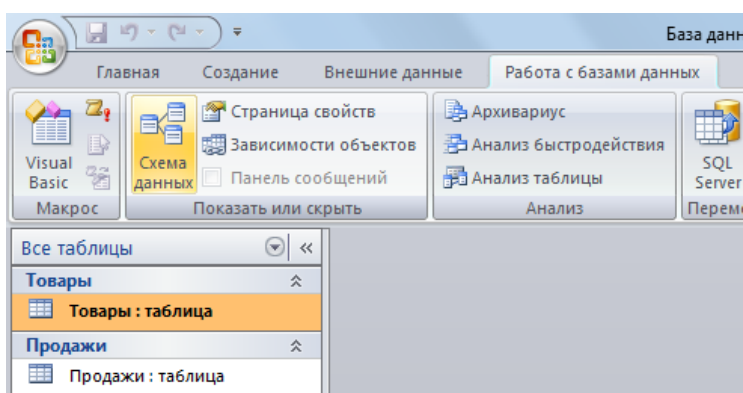 База данн
Главная Создание Внешние данные Работа с базами данных
Visual Basic
Макрос
Схема данных
Страница свойств
Зависимости объектов
Панель сообщений
Показать или скрыть
Архивариус
Анализ быстродействия
Анализ таблицы
Анализ
SQL Server
Переме
Все таблицы
Товары
Товары : таблица
Продажи
Продажи : таблица